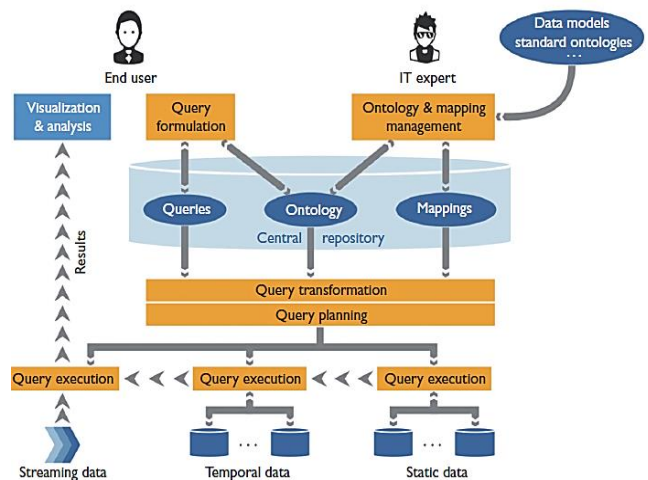 Data models
standard ontologies
...
End user
IT expert
Visualization
& analysis
Query
formulation
Ontology & mapping
management
Queries
Ontology
Mappings
Central repository
Results
Query transformation
Query planning
Query execution
Query execution
Query execution
...
...
Streaming data
Temporal data
Static data